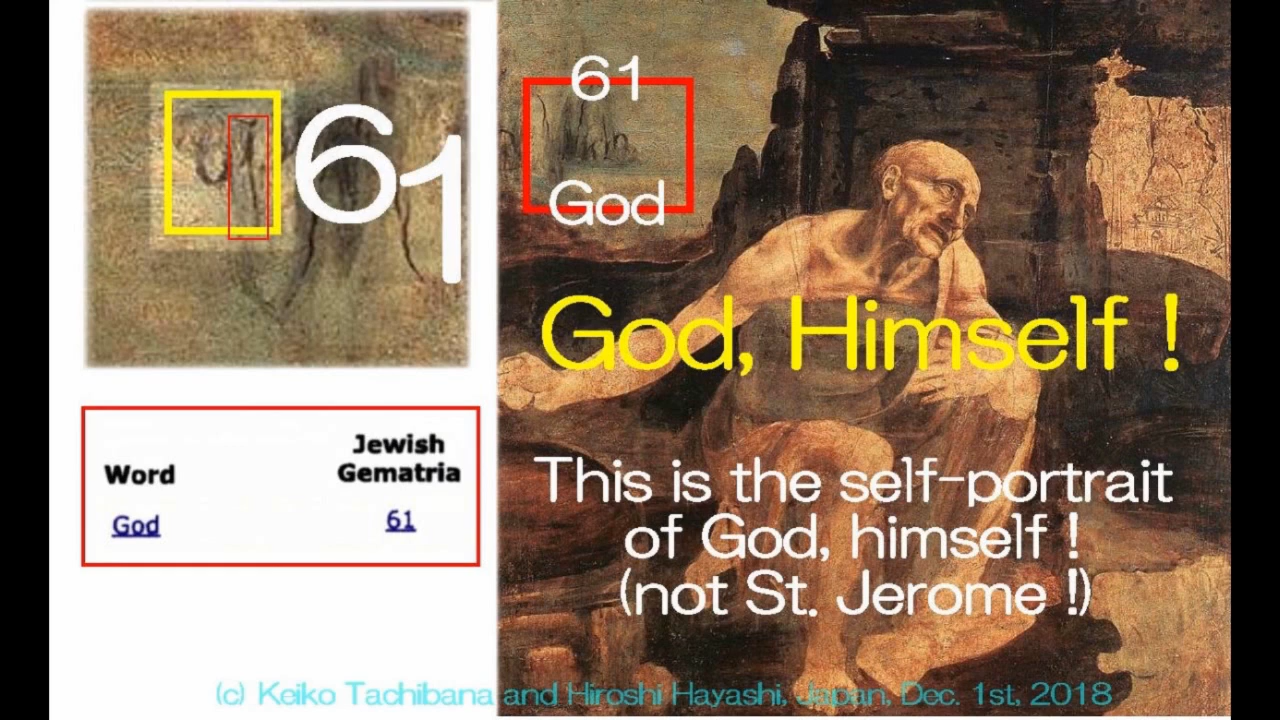 61
Word
Jewish
Gematria
God
61
61
God
God, Himself !
This is the self-portrait
of God, himself !
(not St. Jerome !)
(c) Keiko Tachibana and Hiroshi Hayashi, Japan, Dec. 1st, 2018